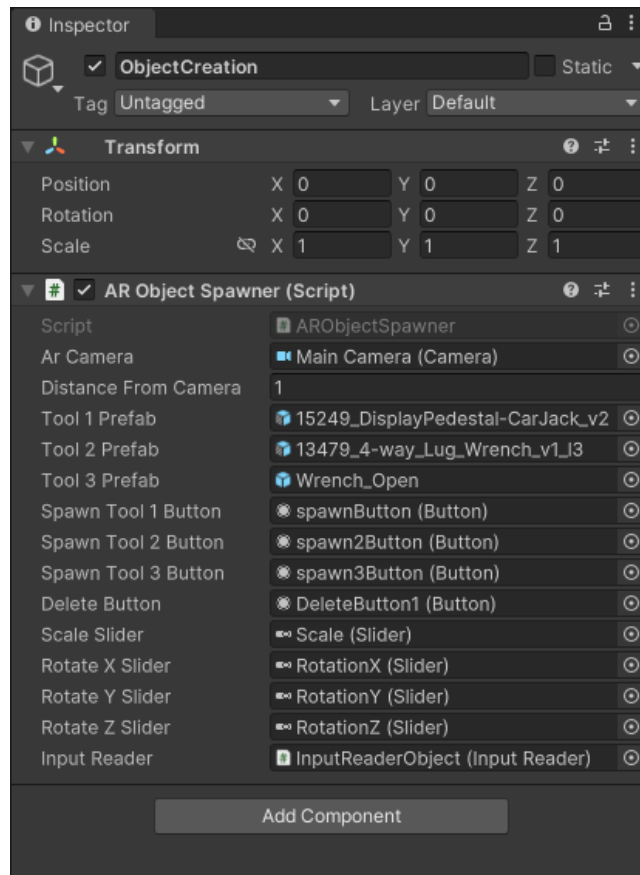 Inspector
ObjectCreation Static
Tag Untagged Layer Default
Transform
Position X 0 Y 0 Z 0
Rotation X 0 Y 0 Z 0
Scale X 1 Y 1 Z 1
# AR Object Spawner (Script)
Script # ARObjectSpawner
Ar Camera Main Camera (Camera)
Distance From Camera 1
Tool 1 Prefab 15249_DisplayPedestal-CarJack_v2
Tool 2 Prefab 13479_4-way_Lug_Wrench_v1_l3
Tool 3 Prefab Wrench_Open
Spawn Tool 1 Button spawnButton (Button)
Spawn Tool 2 Button spawn2Button (Button)
Spawn Tool 3 Button spawn3Button (Button)
Delete Button DeleteButton1 (Button)
Scale Slider Scale (Slider)
Rotate X Slider RotationX (Slider)
Rotate Y Slider RotationY (Slider)
Rotate Z Slider RotationZ (Slider)
Input Reader # InputReaderObject (Input Reader)
Add Component